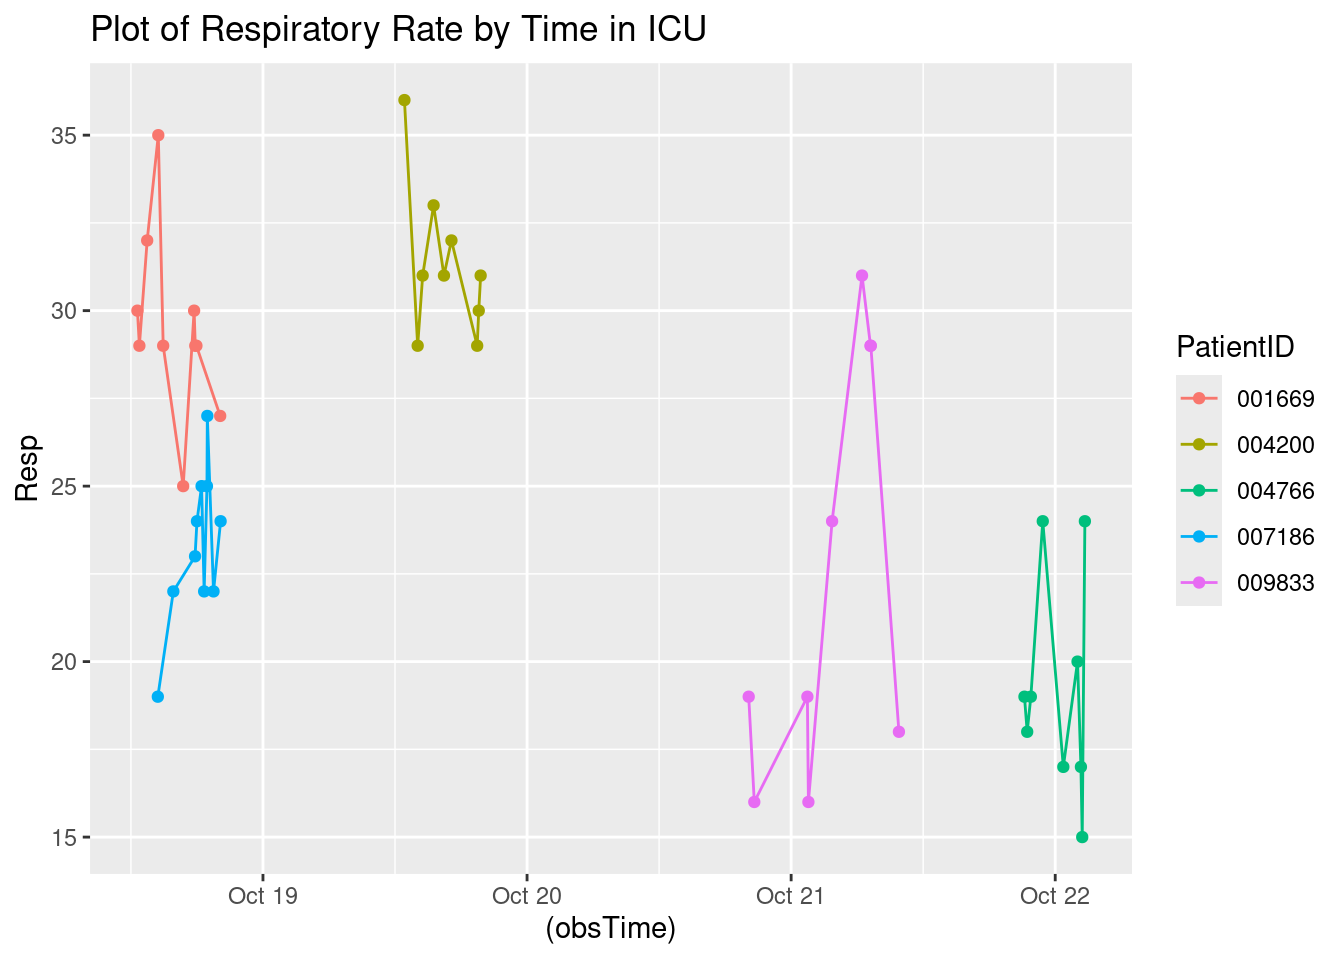 Plot of Respiratory Rate by Time in ICU
Resp
35
30
25
20
15
Oct 19
Oct 20
Oct 21
Oct 22
(obsTime)
PatientID
001669
004200
004766
007186
009833